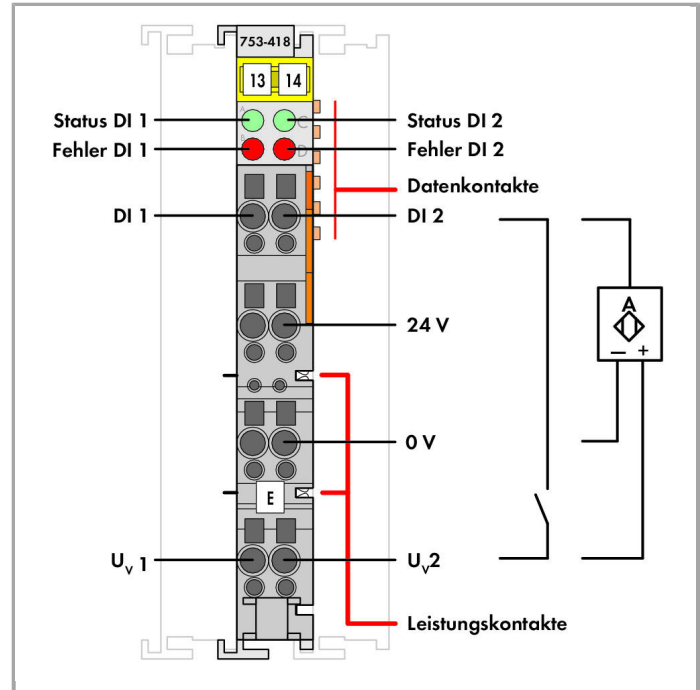 753-418
13 14
A C
Status DI 1 Status DI 2
B D
Fehler DI 1 Fehler DI 2
Datenkontakte
DI 1 DI 2
A
24 V
− +
0 V
E
Uᵥ 1 Uᵥ2
Leistungskontakte